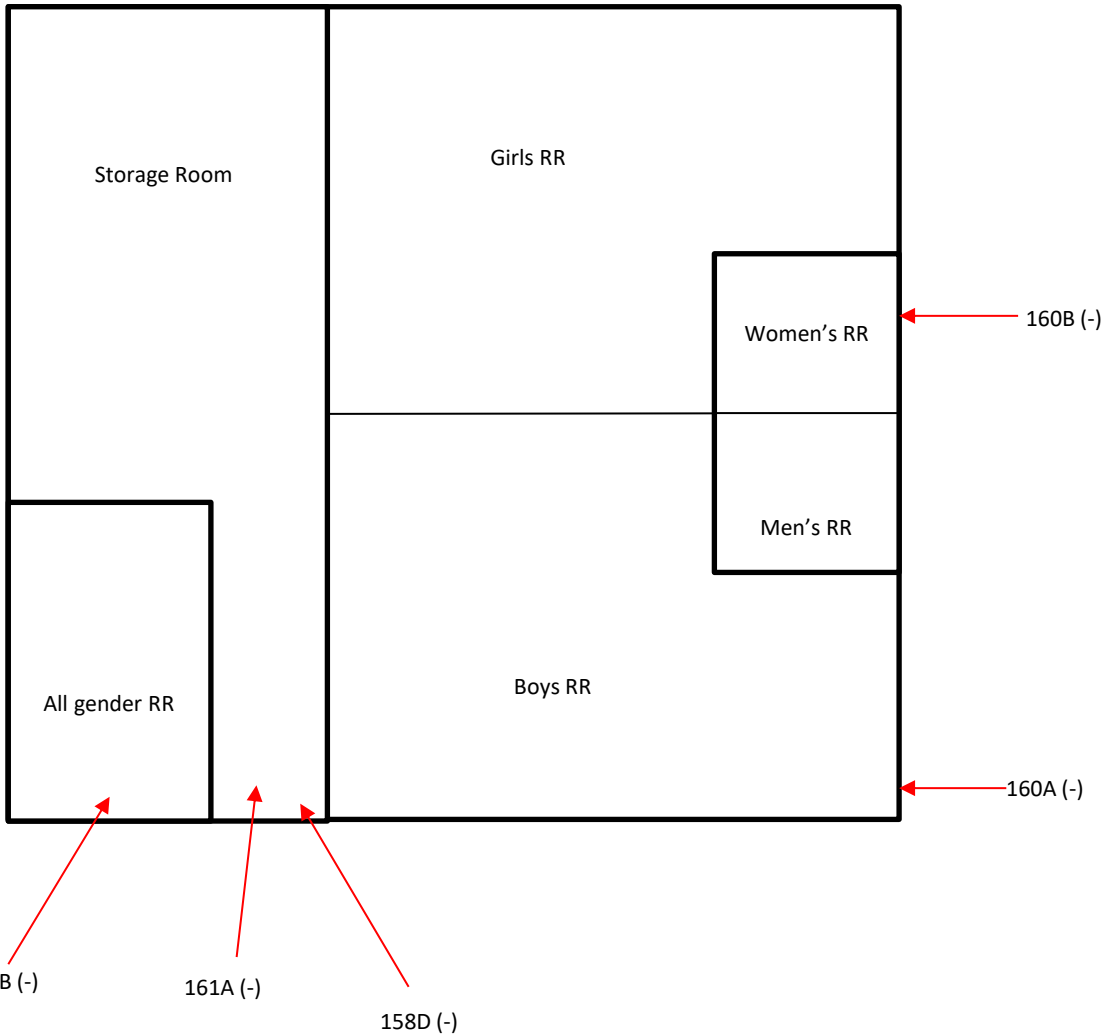 Girls RR
Storage Room
160B (-)
Women's RR
Men's RR
Boys RR
All gender RR
160A (-)
B (-)
161A (-)
158D (-)